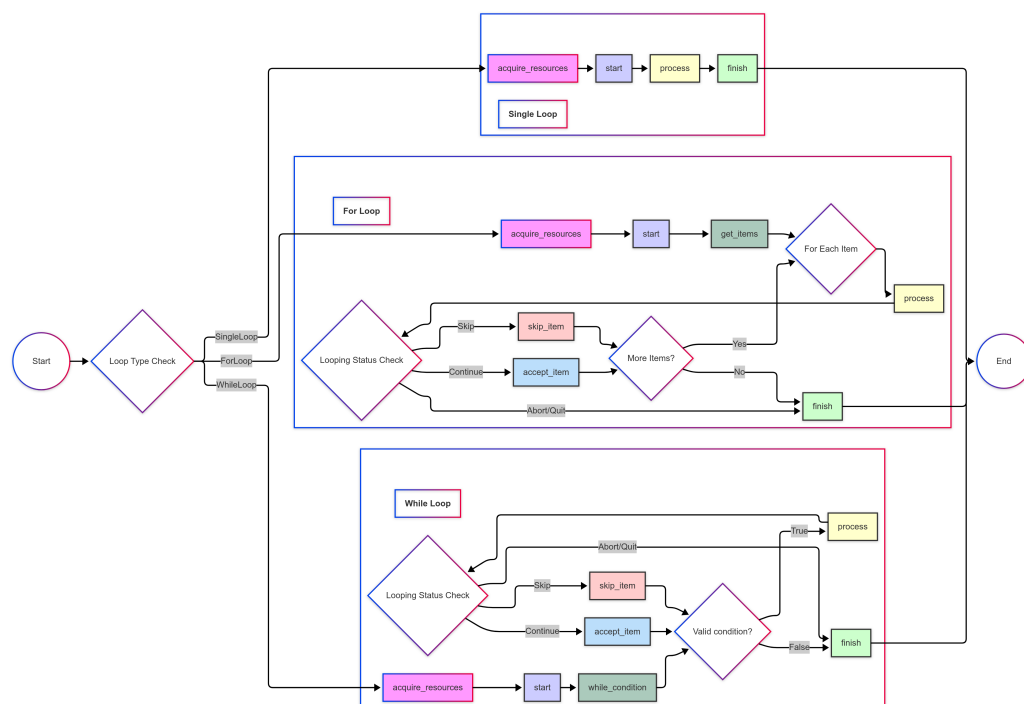 acquire_resources
start
process
finish
Single Loop
For Loop
acquire_resources
start
get_items
For Each Item
process
Start
Loop Type Check
SingleLoop
ForLoop
WhileLoop
Looping Status Check
Skip
skip_item
Continue
accept_item
More Items?
Yes
No
Abort/Quit
finish
End
While Loop
process
True
Abort/Quit
Looping Status Check
Skip
skip_item
Continue
accept_item
Valid condition?
False
finish
acquire_resources
start
while_condition